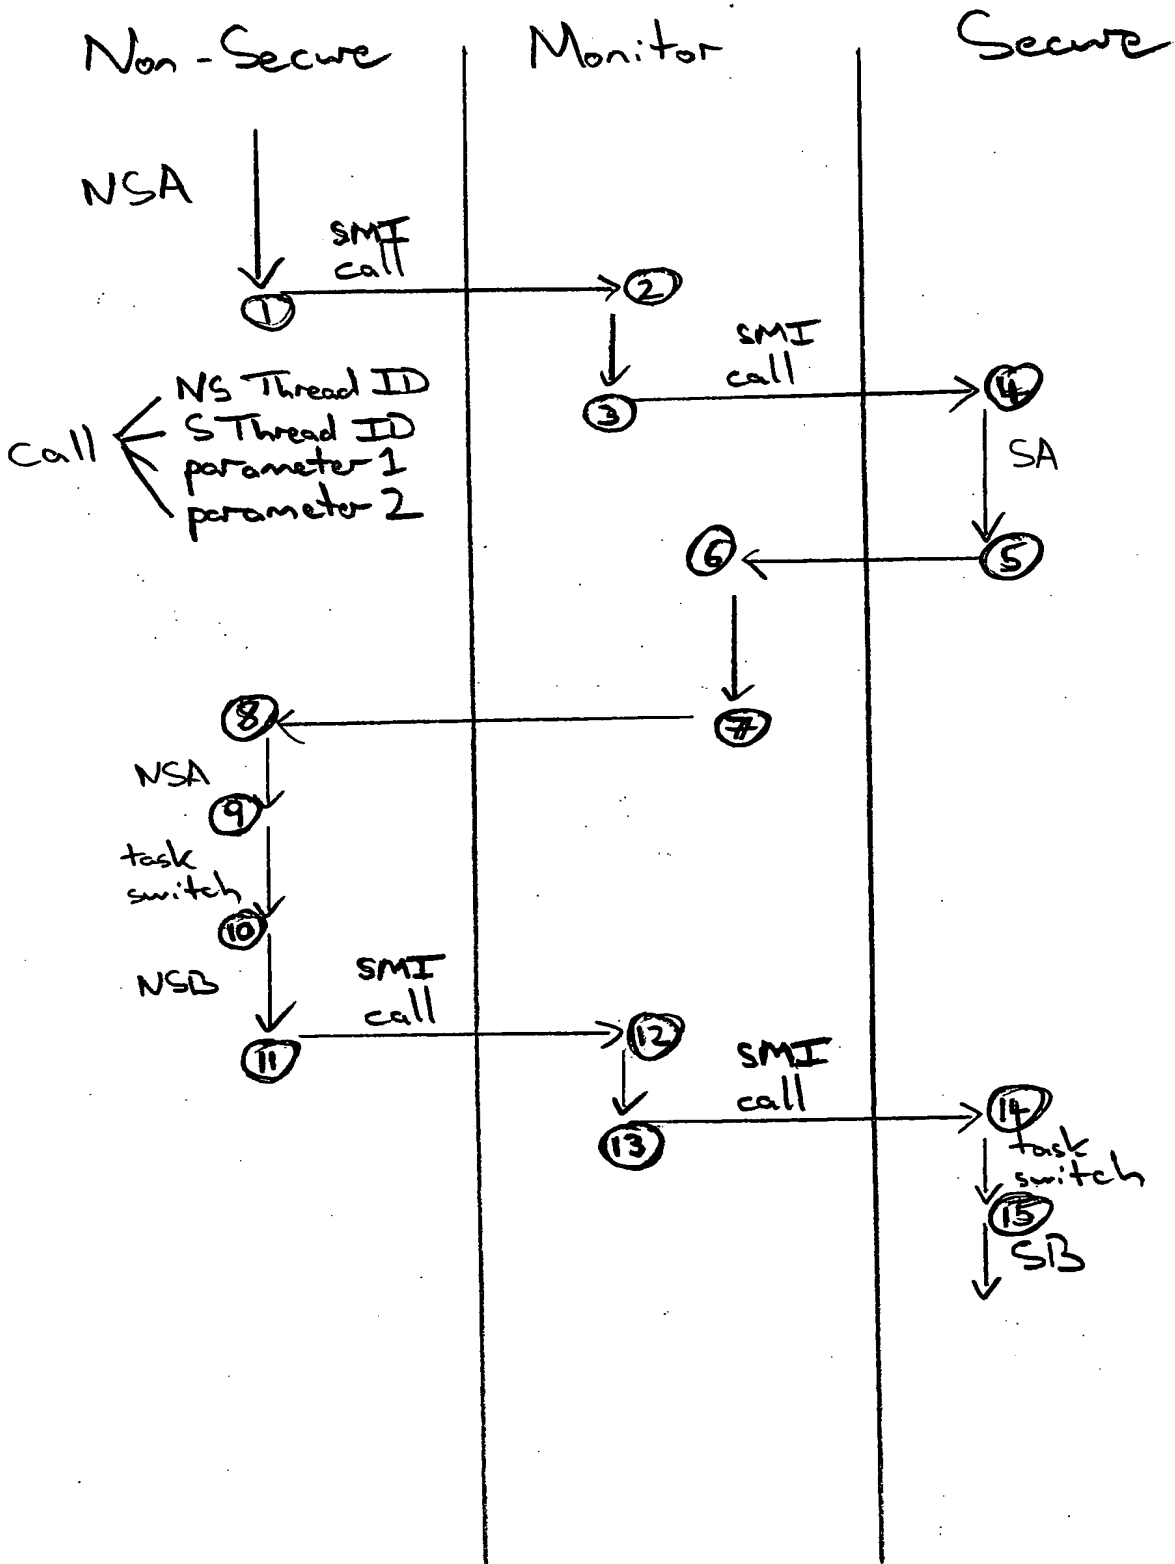 Non-Secure
Monitor
Secure
NSA
SMI
call
1
2
SMI
call
3
4
NS Thread ID
S Thread ID
call
parameter 1
parameter 2
SA
6
5
8
7
NSA
9
task
switch
10
NSB
SMI
call
11
12
SMI
call
13
14
task
switch
15
SB